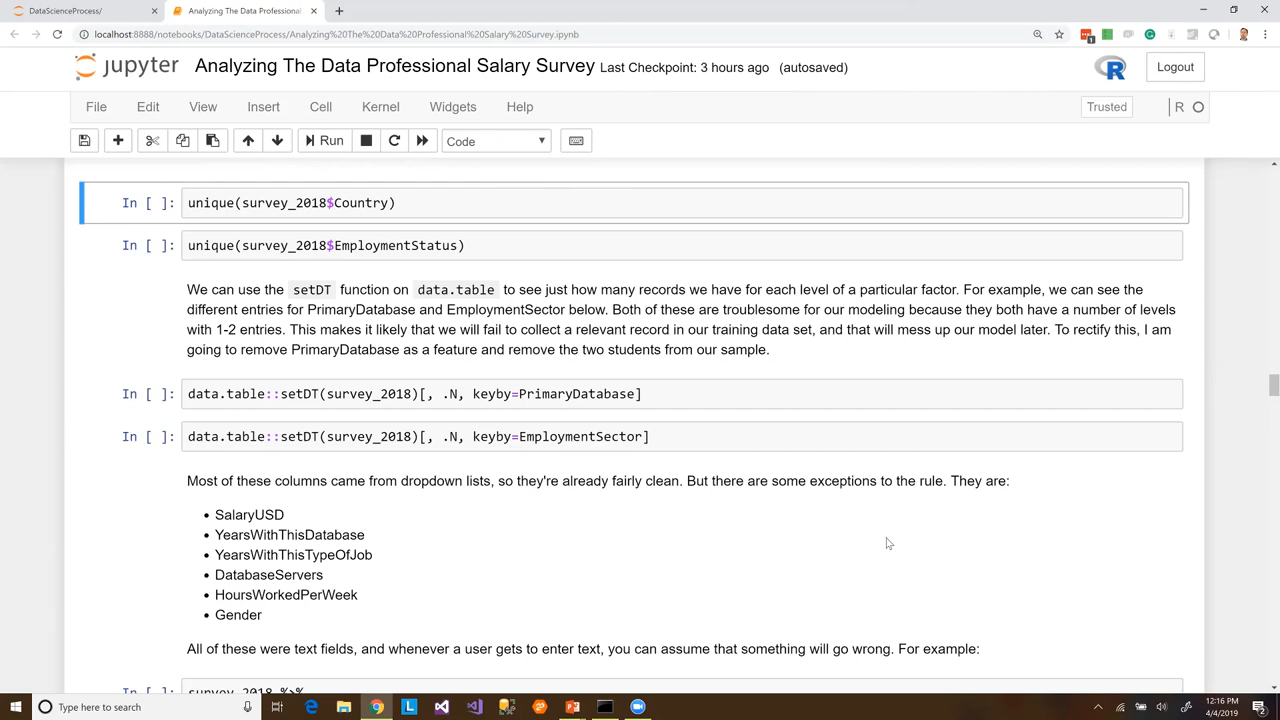 DataScienceProcess/
Analyzing The Data Professional
localhost:8888/notebooks/DataScienceProcess/Analyzing%20The%20Data%20Professional%20Salary%20Survey.ipynb
jupyter Analyzing The Data Professional Salary Survey Last Checkpoint: 3 hours ago (autosaved)
R
Logout
File Edit View Insert Cell Kernel Widgets Help
Trusted
R
Run
Code
In [ ]: unique(survey_2018$Country)
In [ ]: unique(survey_2018$EmploymentStatus)
We can use the setDT function on data.table to see just how many records we have for each level of a particular factor. For example, we can see the
different entries for PrimaryDatabase and EmploymentSector below. Both of these are troublesome for our modeling because they both have a number of levels
with 1-2 entries. This makes it likely that we will fail to collect a relevant record in our training data set, and that will mess up our model later. To rectify this, I am
going to remove PrimaryDatabase as a feature and remove the two students from our sample.
In [ ]: data.table::setDT(survey_2018)[, .N, keyby=PrimaryDatabase]
In [ ]: data.table::setDT(survey_2018)[, .N, keyby=EmploymentSector]
Most of these columns came from dropdown lists, so they're already fairly clean. But there are some exceptions to the rule. They are:
• SalaryUSD
• YearsWithThisDatabase
• YearsWithThisTypeOfJob
• DatabaseServers
• HoursWorkedPerWeek
• Gender
All of these were text fields, and whenever a user gets to enter text, you can assume that something will go wrong. For example:
In [ ]: survey_2018 %>%
Type here to search
12:16 PM
4/4/2019